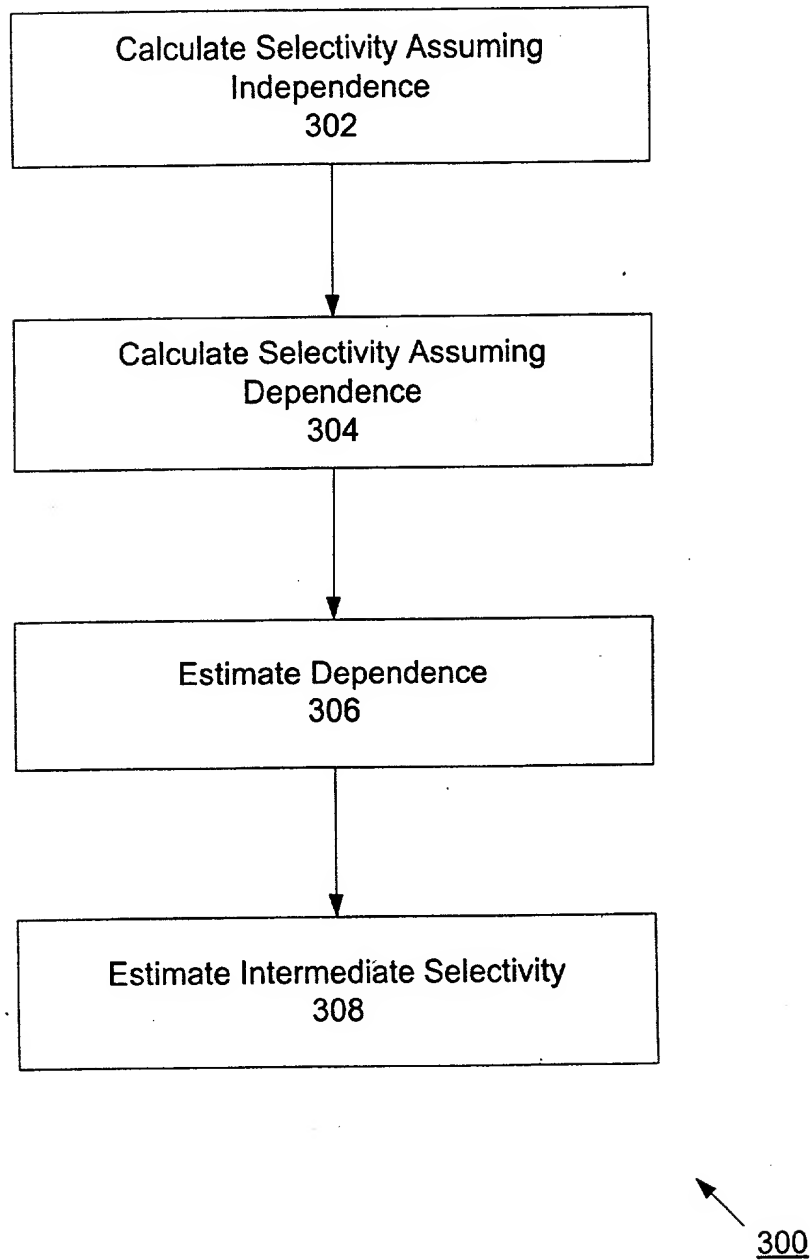 Calculate Selectivity Assuming
Independence
302
Calculate Selectivity Assuming
Dependence
304
Estimate Dependence
306
Estimate Intermediate Selectivity
308
300